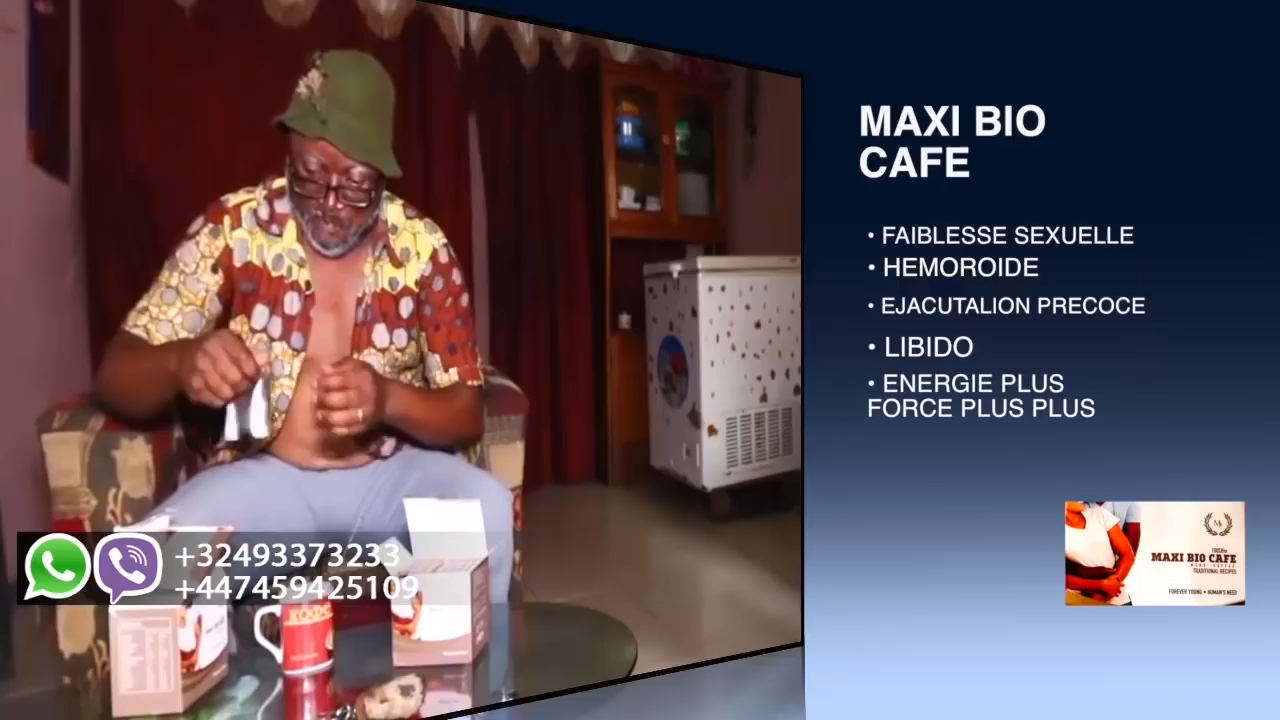 MAXI BIO
CAFE
• FAIBLESSE SEXUELLE
• HEMOROIDE
• EJACUTALION PRECOCE
• LIBIDO
• ENERGIE PLUS
FORCE PLUS PLUS
+32493373233
+447459425109
MAXI BIO CAFE
TRADITIONAL RECIPES
FOREVER YOUNG • HUMAN'S NEED